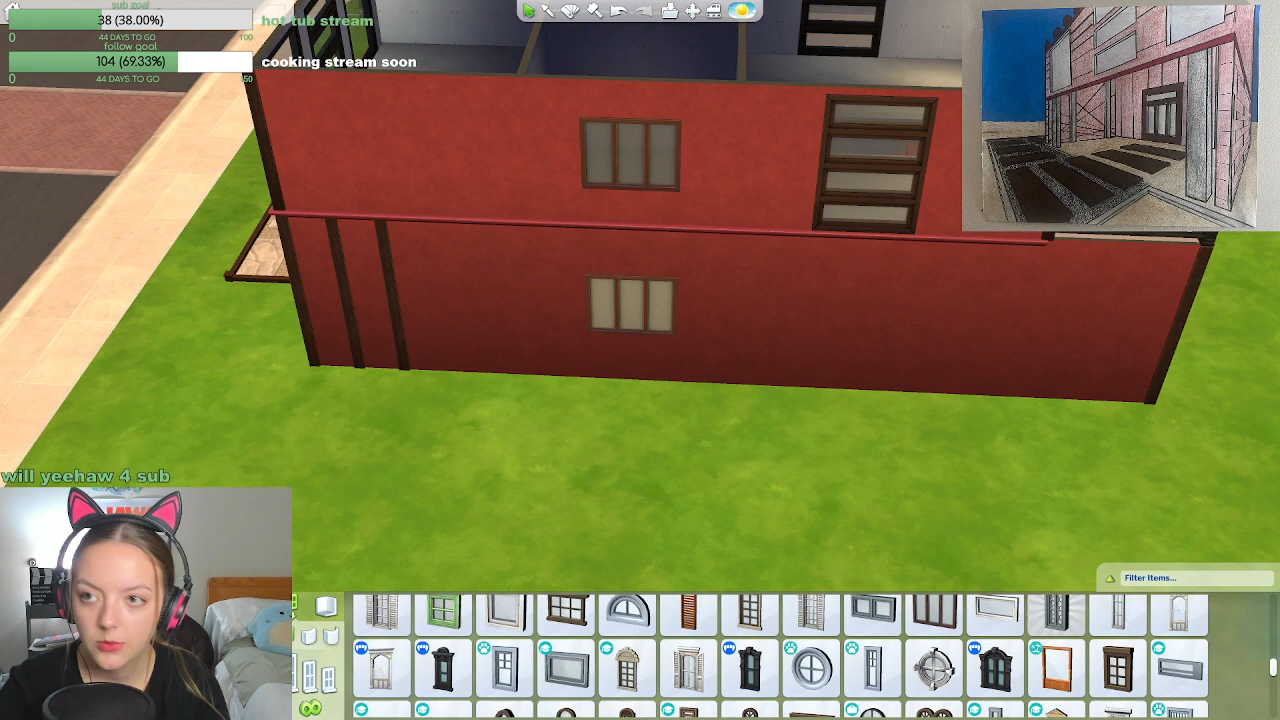 sub goal
38 (38.00%)
0 44 DAYS TO GO 100
follow goal
104 (69.33%)
0 44 DAYS TO GO 50
hot tub stream
cooking stream soon
will yeehaw 4 sub
Filter Items...